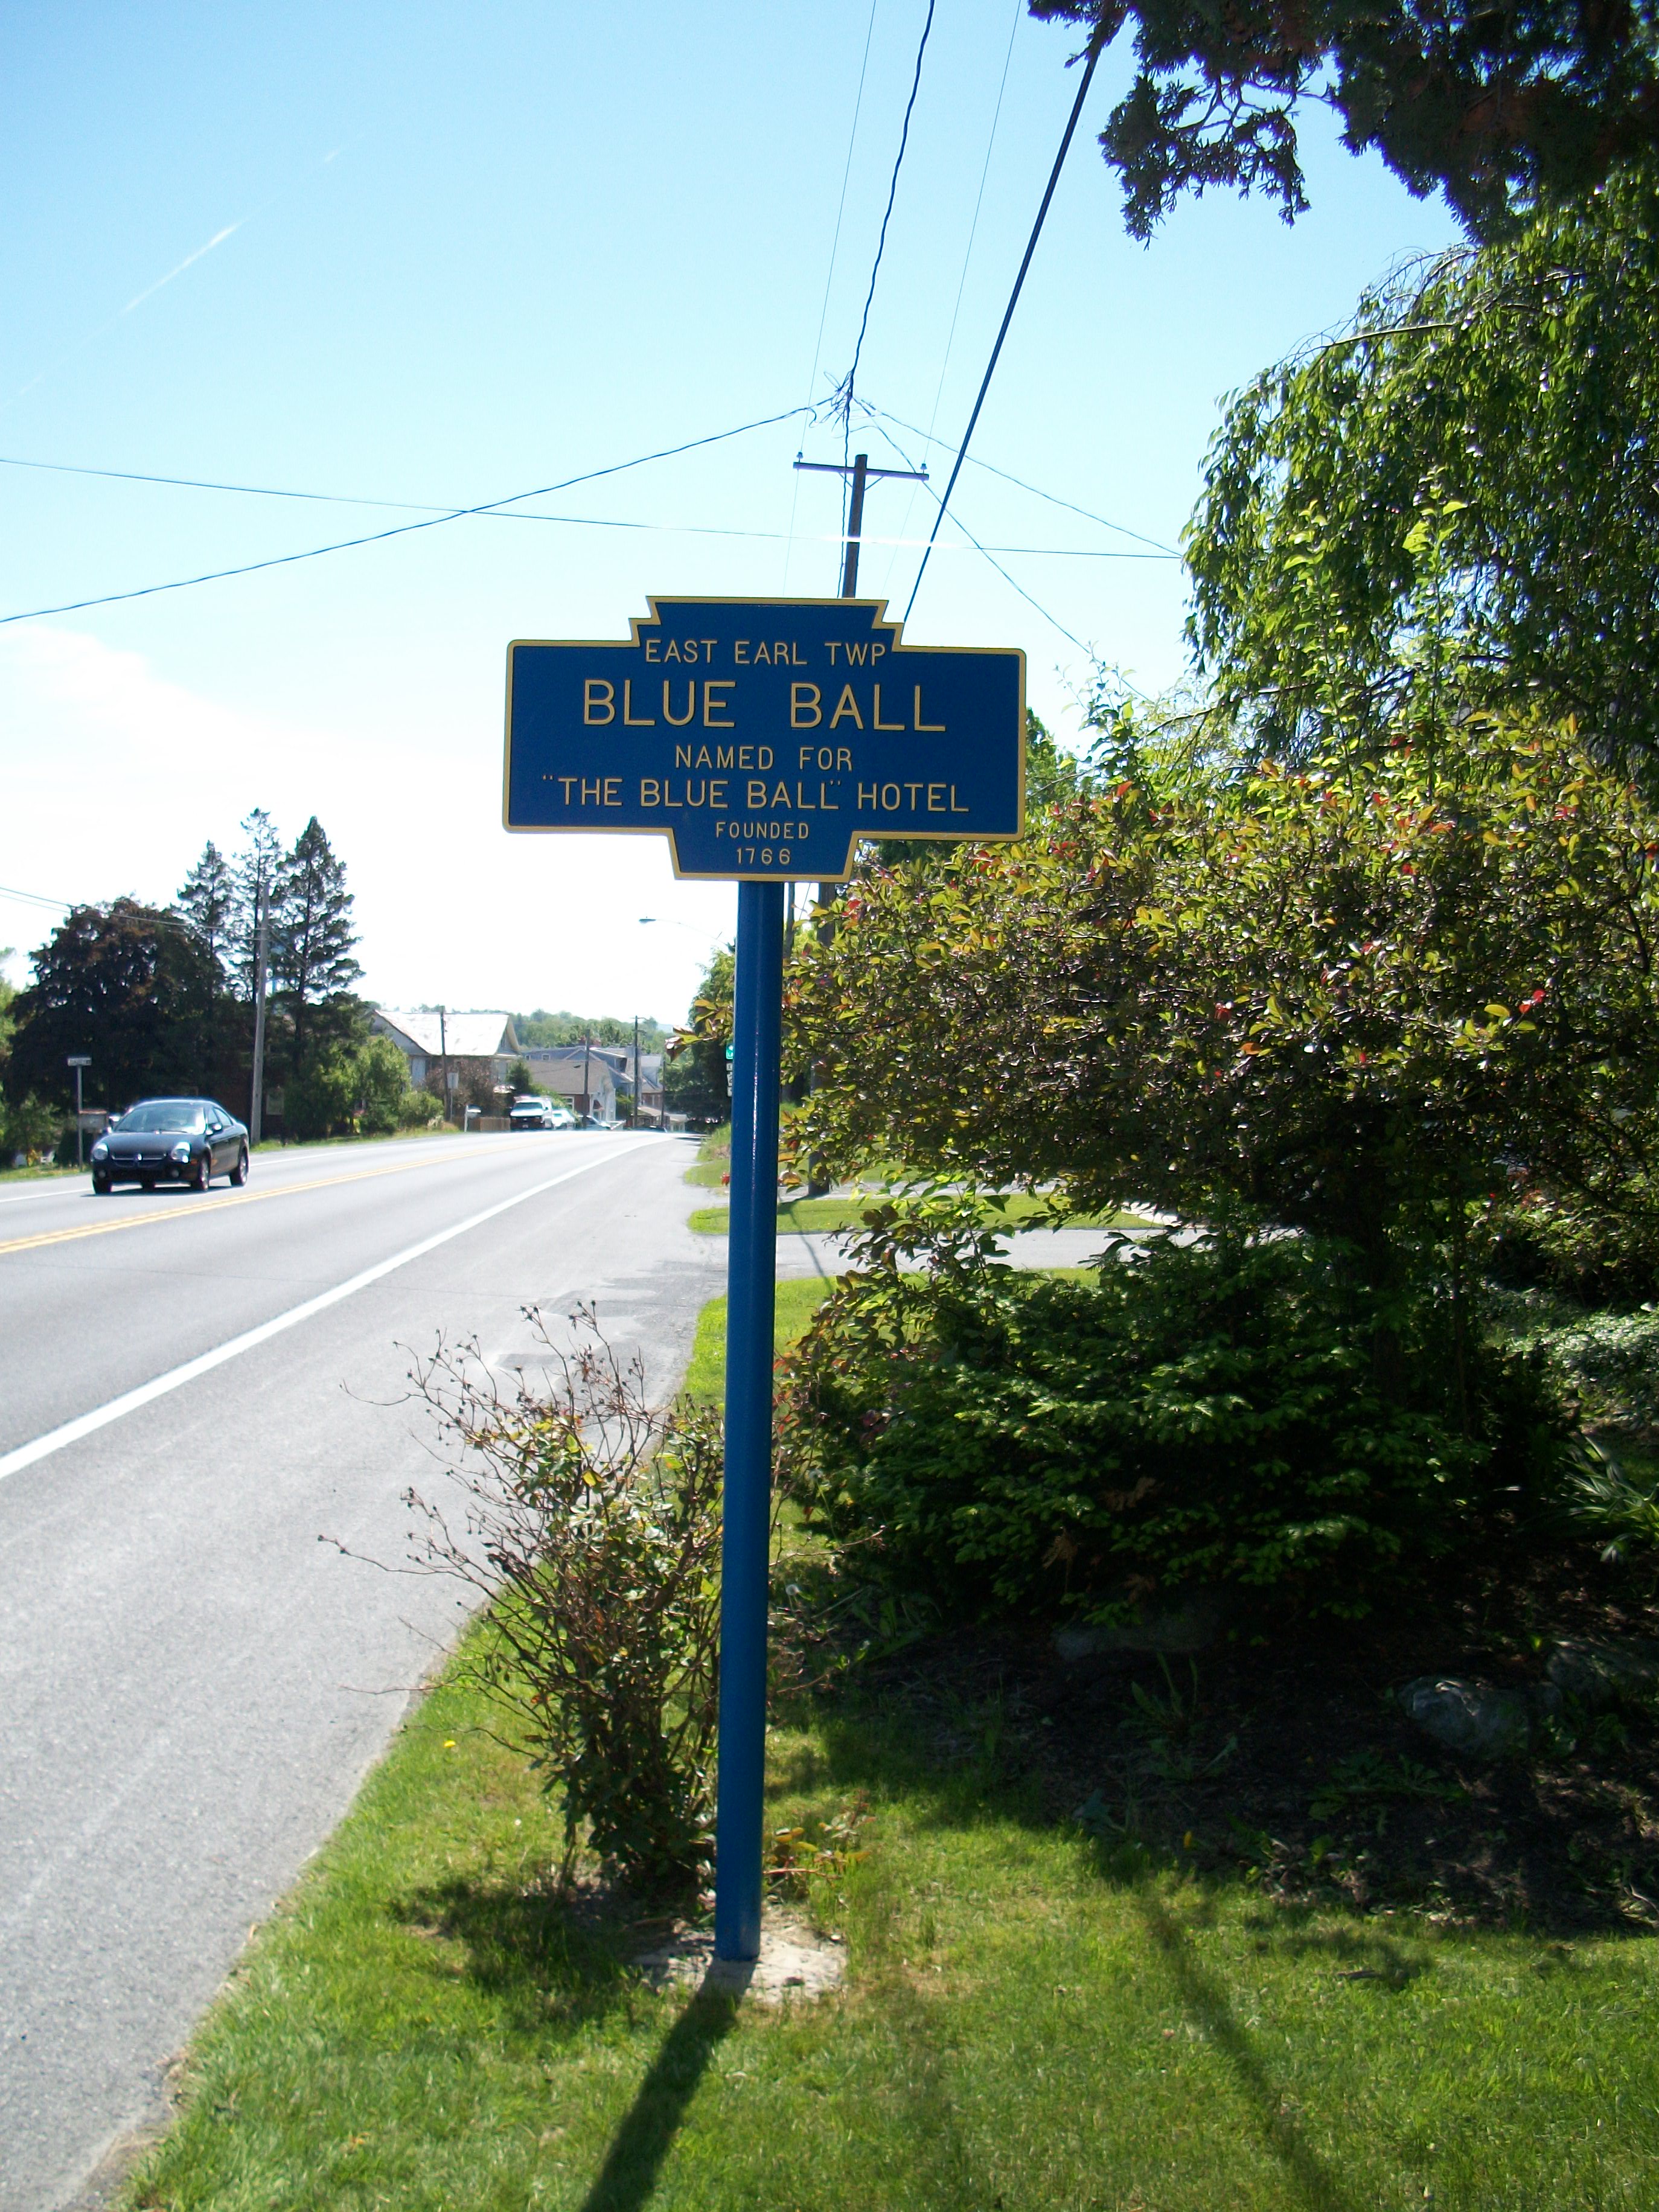 EAST EARL TWP
BLUE BALL
NAMED FOR
"THE BLUE BALL" HOTEL
FOUNDED
1766